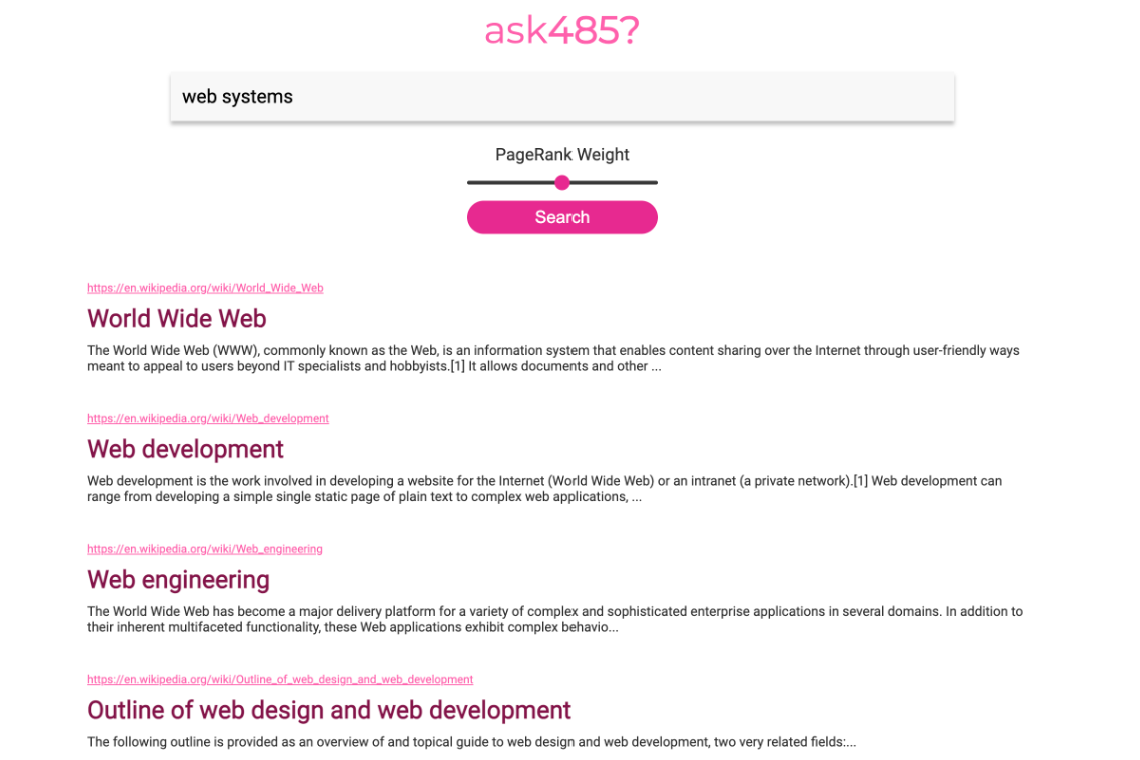 ask485?
web systems
PageRank Weight
Search
https://en.wikipedia.org/wiki/World_Wide_Web
World Wide Web
The World Wide Web (WWW), commonly known as the Web, is an information system that enables content sharing over the Internet through user-friendly ways
meant to appeal to users beyond IT specialists and hobbyists.[1] It allows documents and other ...
https://en.wikipedia.org/wiki/Web_development
Web development
Web development is the work involved in developing a website for the Internet (World Wide Web) or an intranet (a private network).[1] Web development can
range from developing a simple single static page of plain text to complex web applications, ...
https://en.wikipedia.org/wiki/Web_engineering
Web engineering
The World Wide Web has become a major delivery platform for a variety of complex and sophisticated enterprise applications in several domains. In addition to
their inherent multifaceted functionality, these Web applications exhibit complex behavio...
https://en.wikipedia.org/wiki/Outline_of_web_design_and_web_development
Outline of web design and web development
The following outline is provided as an overview of and topical guide to web design and web development, two very related fields:...